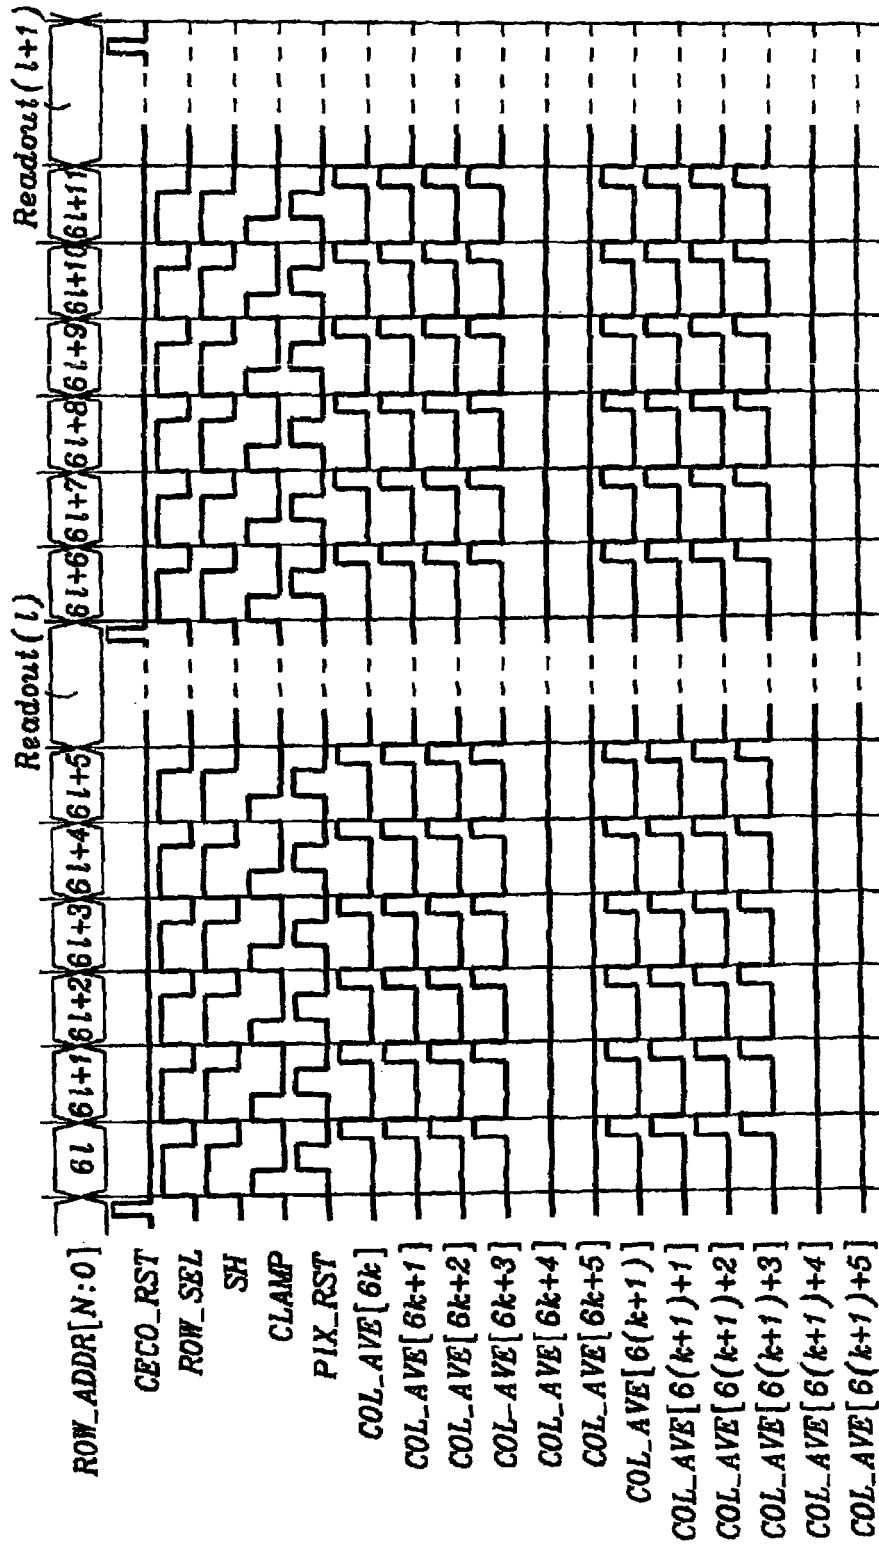 ROW_ADDR[N:0]
6l
6l+1
6l+2
6l+3
6l+4
6l+5
Readout(l)
6l+6
6l+7
6l+8
6l+9
6l+10
6l+11
Readout(l+1)
CECO_RST
ROW_SEL
SH
CLAMP
PIX_RST
COL_AVE[6k]
COL_AVE[6k+1]
COL_AVE[6k+2]
COL_AVE[6k+3]
COL_AVE[6k+4]
COL_AVE[6k+5]
COL_AVE[6(k+1)]
COL_AVE[6(k+1)+1]
COL_AVE[6(k+1)+2]
COL_AVE[6(k+1)+3]
COL_AVE[6(k+1)+4]
COL_AVE[6(k+1)+5]